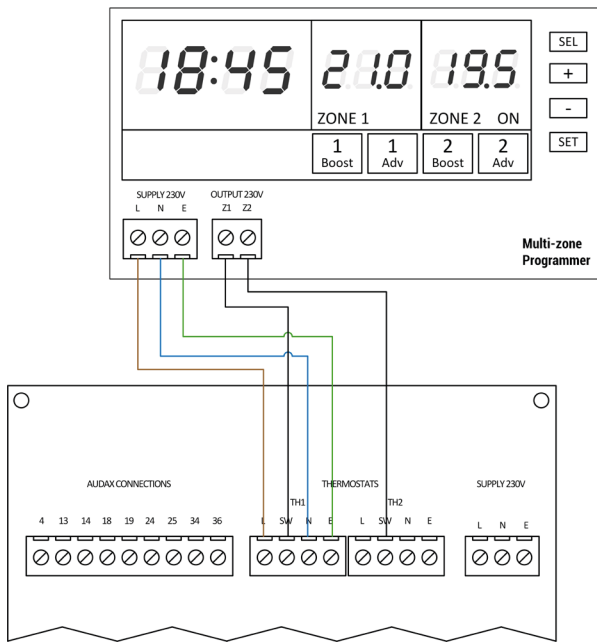 18:45 21.0 19.5
ZONE 1 ZONE 2 ON
1 Boost 1 Adv 2 Boost 2 Adv
SEL
+
-
SET
SUPPLY 230V OUTPUT 230V
L N E Z1 Z2
Multi-zone
Programmer
AUDAX CONNECTIONS THERMOSTATS SUPPLY 230V
TH1 TH2
4 13 14 18 19 24 25 34 36 L SW N E L SW N E L N E